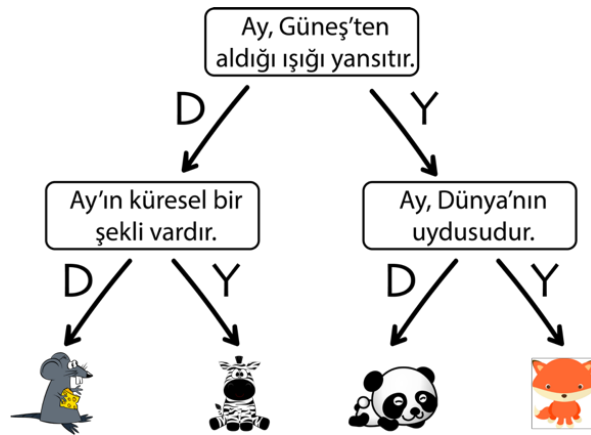 Ay, Güneş’ten
aldığı ışığı yansıtır.
D
Y
Ay’ın küresel bir
şekli vardır.
Ay, Dünya’nın
uydusudur.
D
Y
D
Y